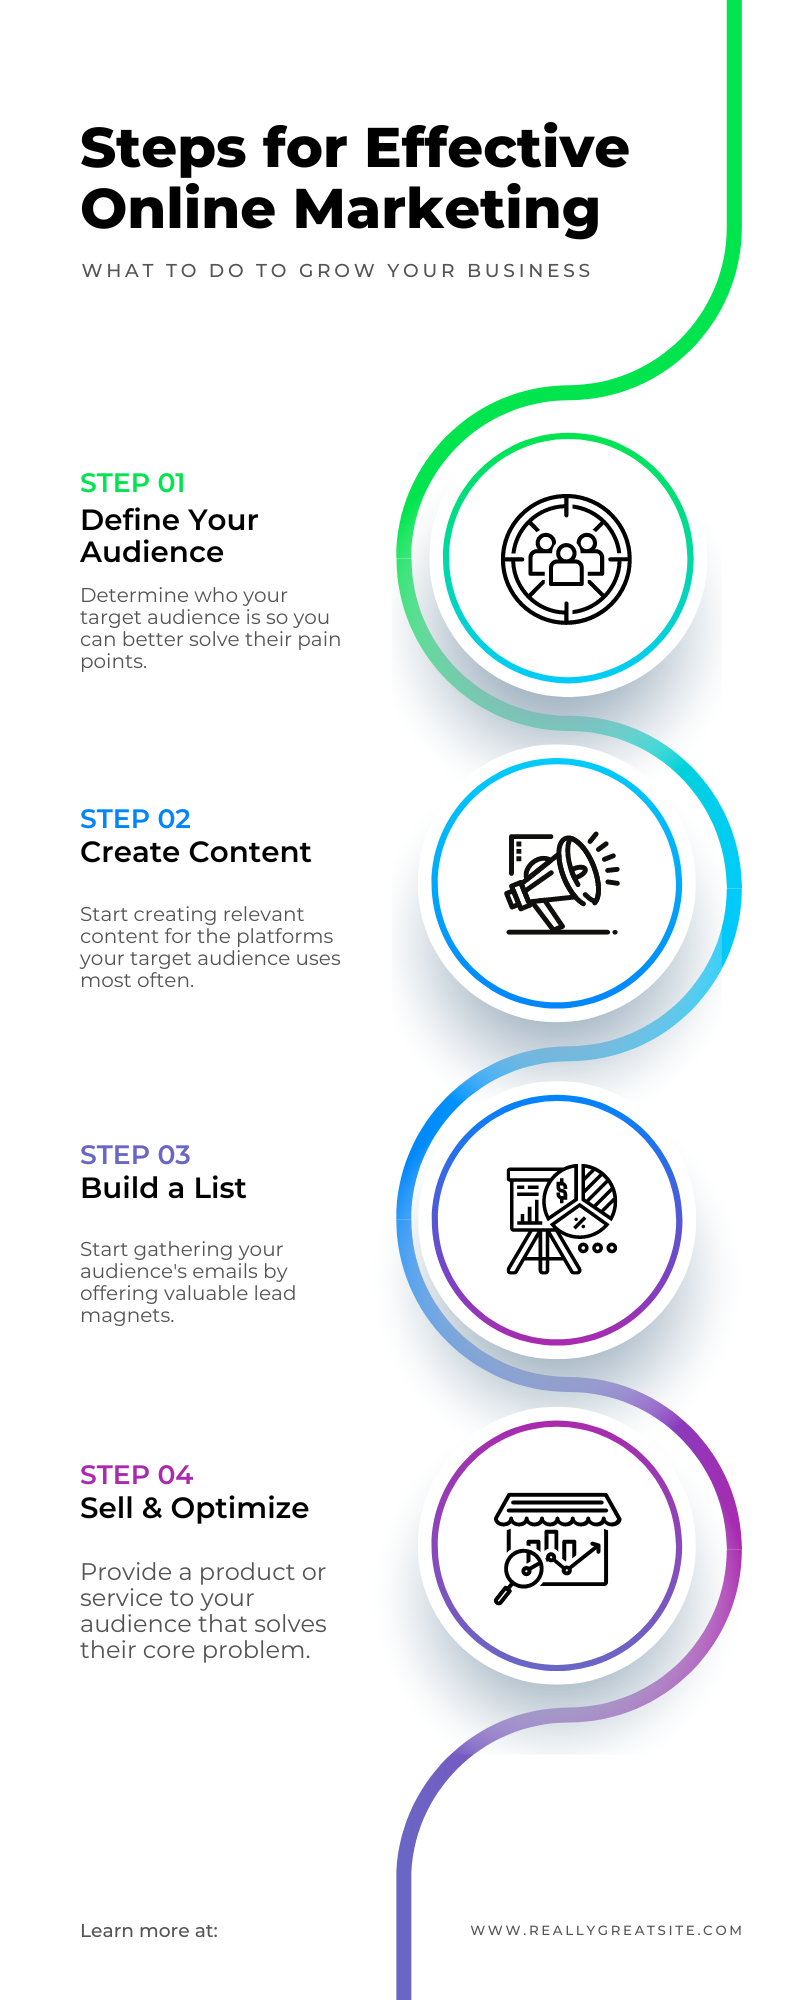 Steps for Effective
Online Marketing
WHAT TO DO TO GROW YOUR BUSINESS
STEP 01
Define Your
Audience
Determine who your
target audience is so you
can better solve their pain
points.
STEP 02
Create Content
Start creating relevant
content for the platforms
your target audience uses
most often.
STEP 03
Build a List
Start gathering your
audience's emails by
offering valuable lead
magnets.
$
%
STEP 04
Sell & Optimize
Provide a product or
service to your
audience that solves
their core problem.
Learn more at:
WWW.REALLYGREATSITE.COM